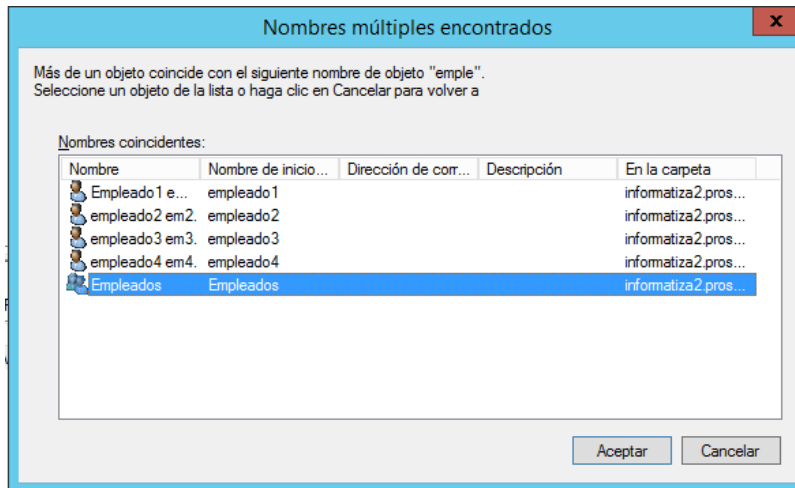 Nombres múltiples encontrados
x
Más de un objeto coincide con el siguiente nombre de objeto "emple".
Seleccione un objeto de la lista o haga clic en Cancelar para volver a
Nombres coincidentes:
Nombre Nombre de inicio... Dirección de corr... Descripción En la carpeta
Empleado1 e... empleado1 informatiza2.pros...
empleado2 em2. empleado2 informatiza2.pros...
empleado3 em3. empleado3 informatiza2.pros...
empleado4 em4. empleado4 informatiza2.pros...
Empleados Empleados informatiza2.pros...
Aceptar Cancelar